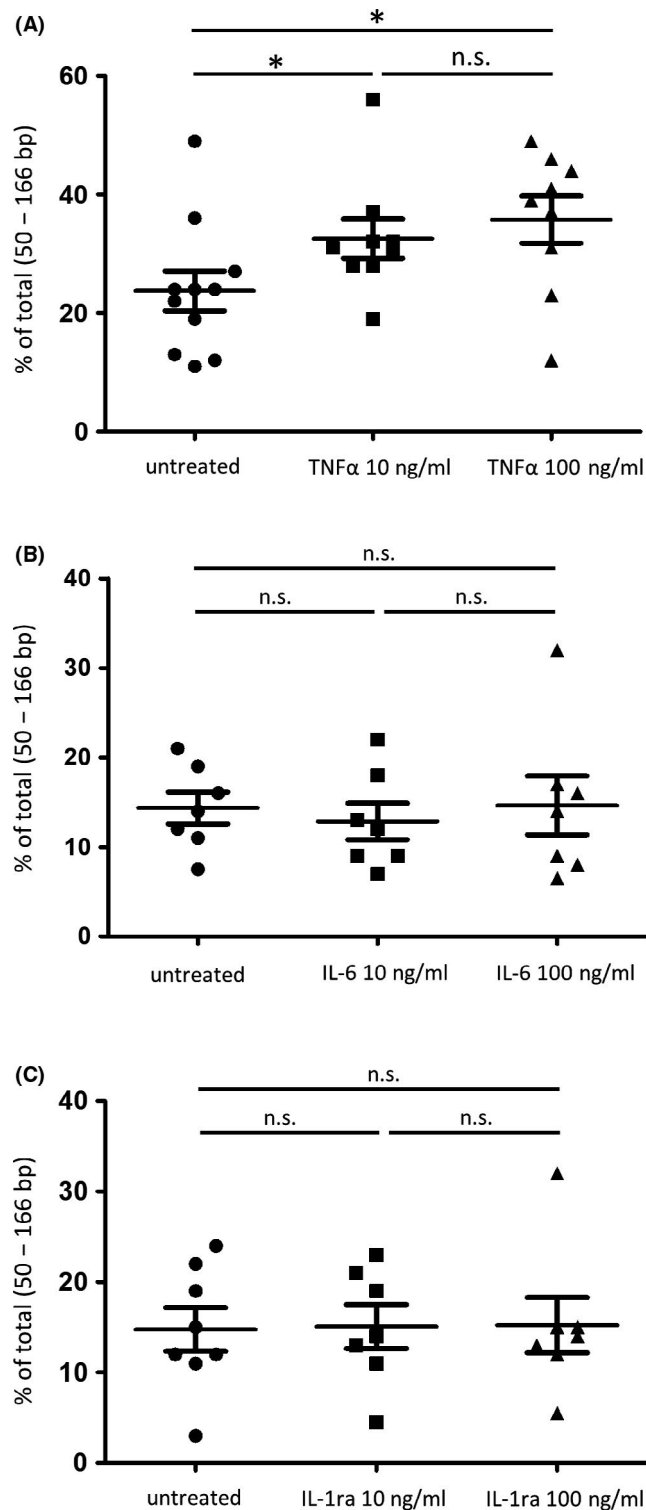 (A)
*
* n.s.
60
40
20
0
% of total (50 – 166 bp)
untreated TNFα 10 ng/ml TNFα 100 ng/ml
(B)
n.s.
n.s. n.s.
40
30
20
10
0
% of total (50 – 166 bp)
untreated IL-6 10 ng/ml IL-6 100 ng/ml
(C)
n.s.
n.s. n.s.
40
30
20
10
0
% of total (50 – 166 bp)
untreated IL-1ra 10 ng/ml IL-1ra 100 ng/ml